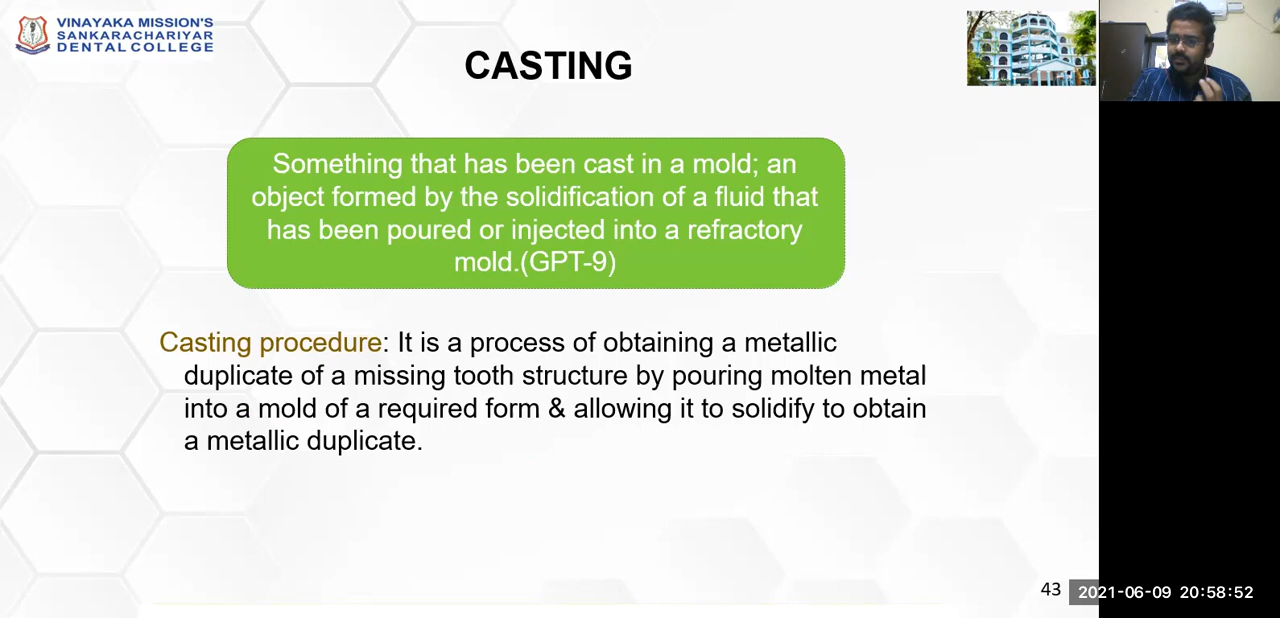 VINAYAKA MISSION'S
SANKARACHARIYAR
DENTAL COLLEGE
CASTING
Something that has been cast in a mold; an
object formed by the solidification of a fluid that
has been poured or injected into a refractory
mold.(GPT-9)
Casting procedure: It is a process of obtaining a metallic
duplicate of a missing tooth structure by pouring molten metal
into a mold of a required form & allowing it to solidify to obtain
a metallic duplicate.
43
2021-06-09 20:58:52